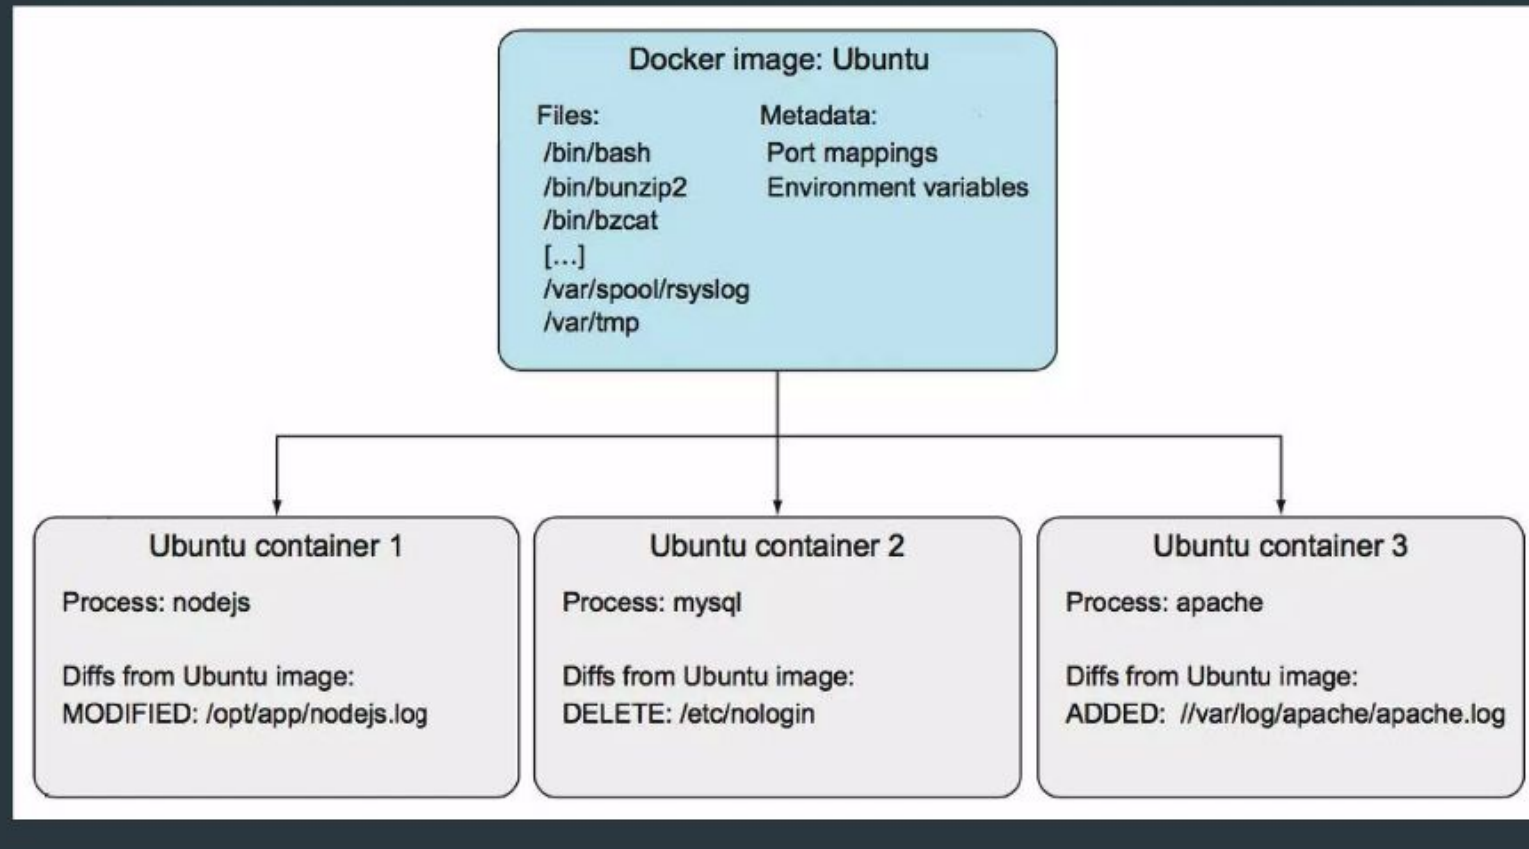 Docker image: Ubuntu
Files:
/bin/bash
/bin/bunzip2
/bin/bzcat
[...]
/var/spool/rsyslog
/var/tmp
Metadata:
Port mappings
Environment variables
Ubuntu container 1
Process: nodejs
Diffs from Ubuntu image:
MODIFIED: /opt/app/nodejs.log
Ubuntu container 2
Process: mysql
Diffs from Ubuntu image:
DELETE: /etc/nologin
Ubuntu container 3
Process: apache
Diffs from Ubuntu image:
ADDED: //var/log/apache/apache.log